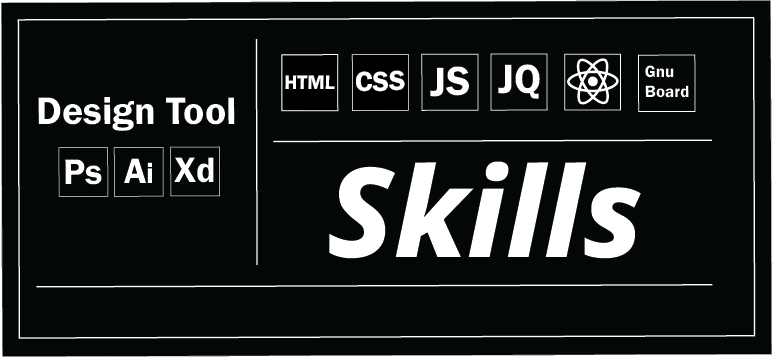 Design Tool
Ps Ai Xd
HTML CSS JS JQ
Gnu
Board
Skills